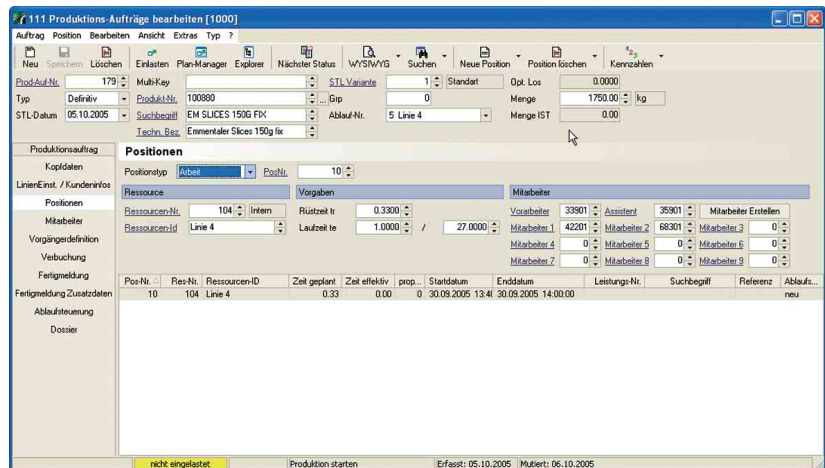 111 Produktions-Aufträge bearbeiten [1000]
Auftrag Position Bearbeiten Ansicht Extras Typ ?
Neu Speichern Löschen Einlasten Plan-Manager Explorer Nächster Status WYSIWYG Suchen Neue Position Position löschen Kennzahlen
Prod-Auf-Nr. 179 Multi-Key STL Variante 1 Standart Opt. Los 0.0000
Typ Definitiv Produkt-Nr. 100880 ... Grp 0 Menge 1750.00 kg
STL-Datum 05.10.2005 Suchbegriff EM SLICES 150G FIX Ablauf-Nr. 5 Linie 4 Menge IST 0.00
Techn. Bez. Emmentaler Slices 150g fix
Produktionsauftrag
Kopfdaten
LinienEinst. / Kundeninfos
Positionen
Mitarbeiter
Vorgängerdefinition
Verbuchung
Fertigmeldung
Fertigmeldung Zusatzdaten
Ablaufsteuerung
Dossier
Positionen
Positionstyp Arbeit PosNr. 10
Ressource Vorgaben Mitarbeiter
Ressourcen-Nr. 104 Intern Rüstzeit tr 0.3300 Vorarbeiter 33901 Assistent 35901 Mitarbeiter Erstellen
Ressourcen-Id Linie 4 Laufzeit te 1.0000 / 27.0000 Mitarbeiter 1 42201 Mitarbeiter 2 68301 Mitarbeiter 3 0
Mitarbeiter 4 0 Mitarbeiter 5 0 Mitarbeiter 6 0
Mitarbeiter 7 0 Mitarbeiter 8 0 Mitarbeiter 9 0
Pos-Nr. Res-Nr. Ressourcen-ID Zeit geplant Zeit effektiv prop... Startdatum Enddatum Leistungs-Nr. Suchbegriff Referenz Ablaufs...
10 104 Linie 4 0.33 0.00 0 30.09.2005 13:4 30.09.2005 14:00:00 neu
nicht eingelastet Produktion starten Erfasst: 05.10.2005 Mutiert: 06.10.2005